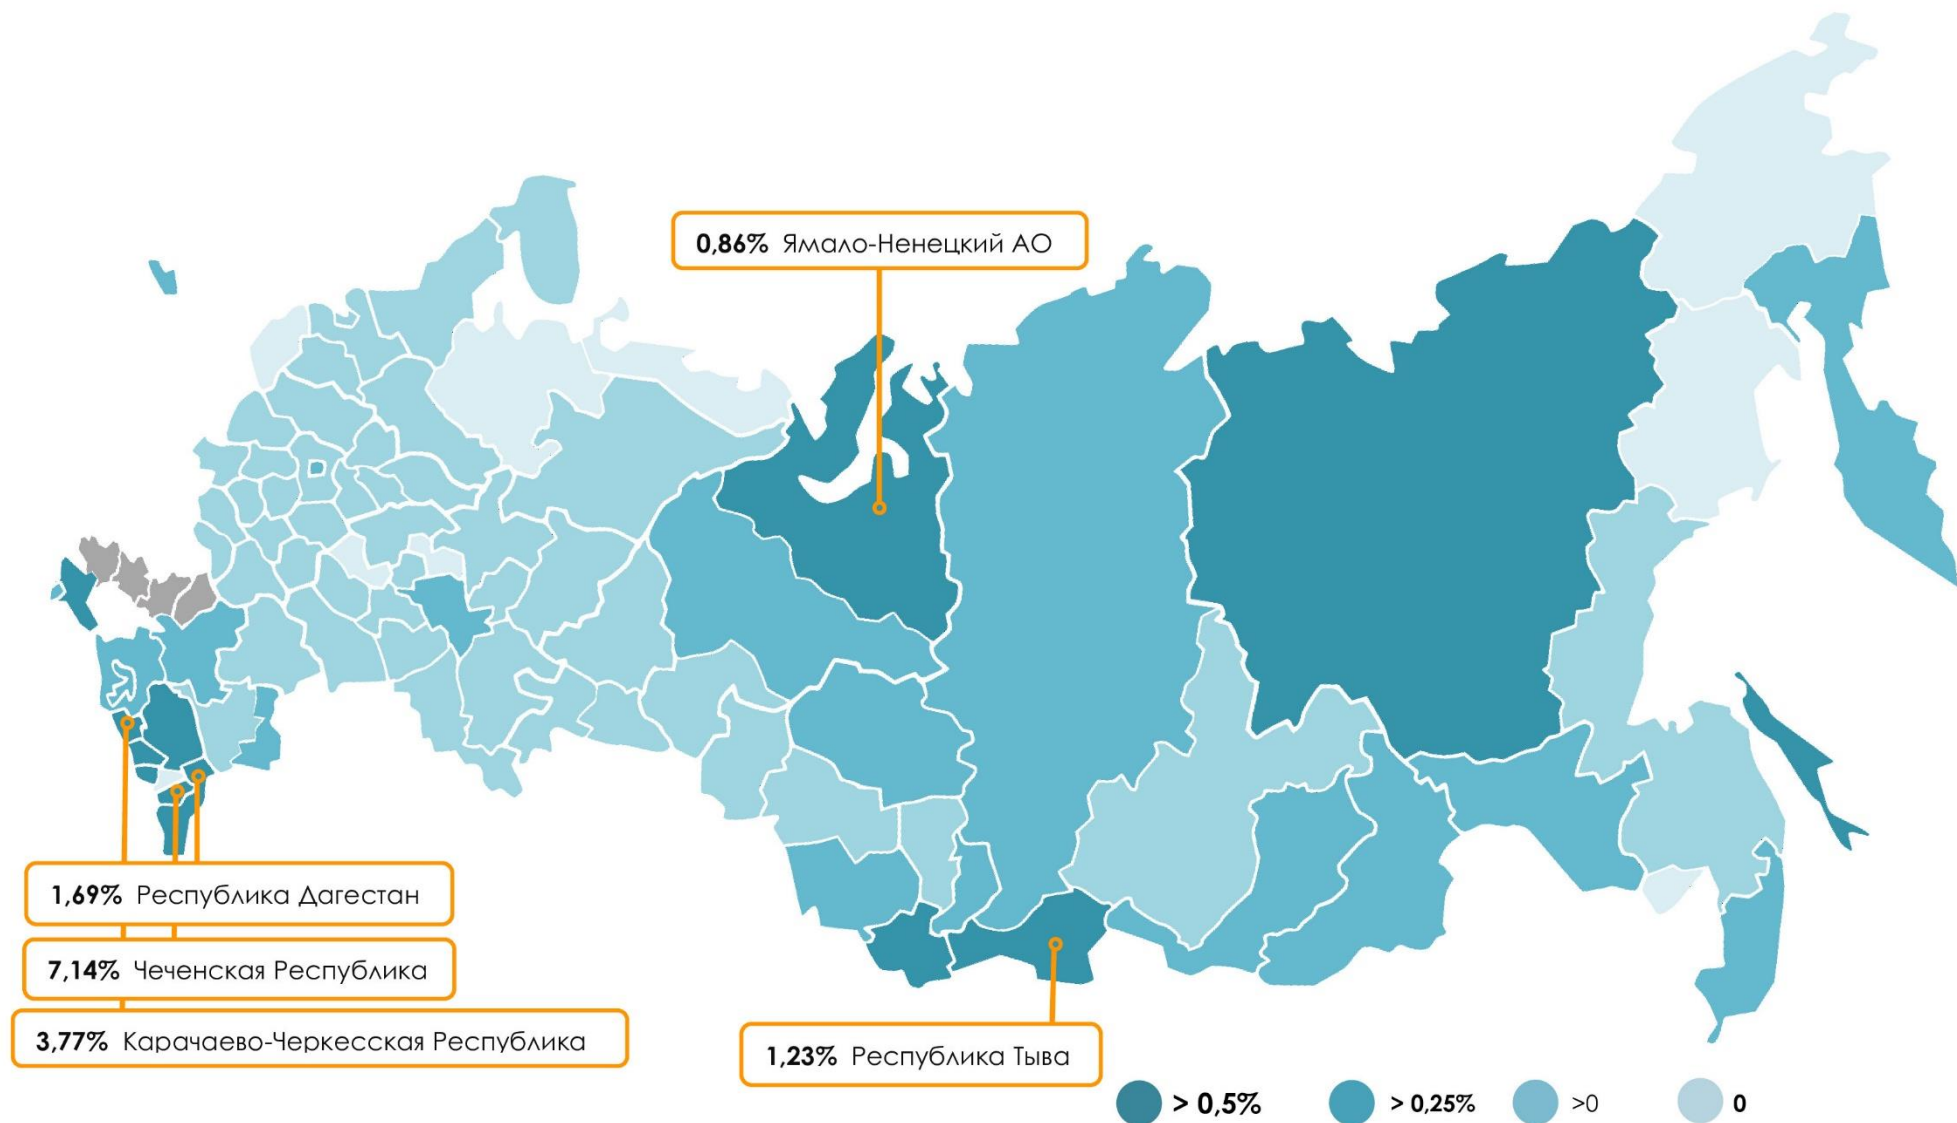 0,86% Ямало-Ненецкий АО
1,69% Республика Дагестан
7,14% Чеченская Республика
3,77% Карачаево-Черкесская Республика
1,23% Республика Тыва
> 0,5%
> 0,25%
>0
0